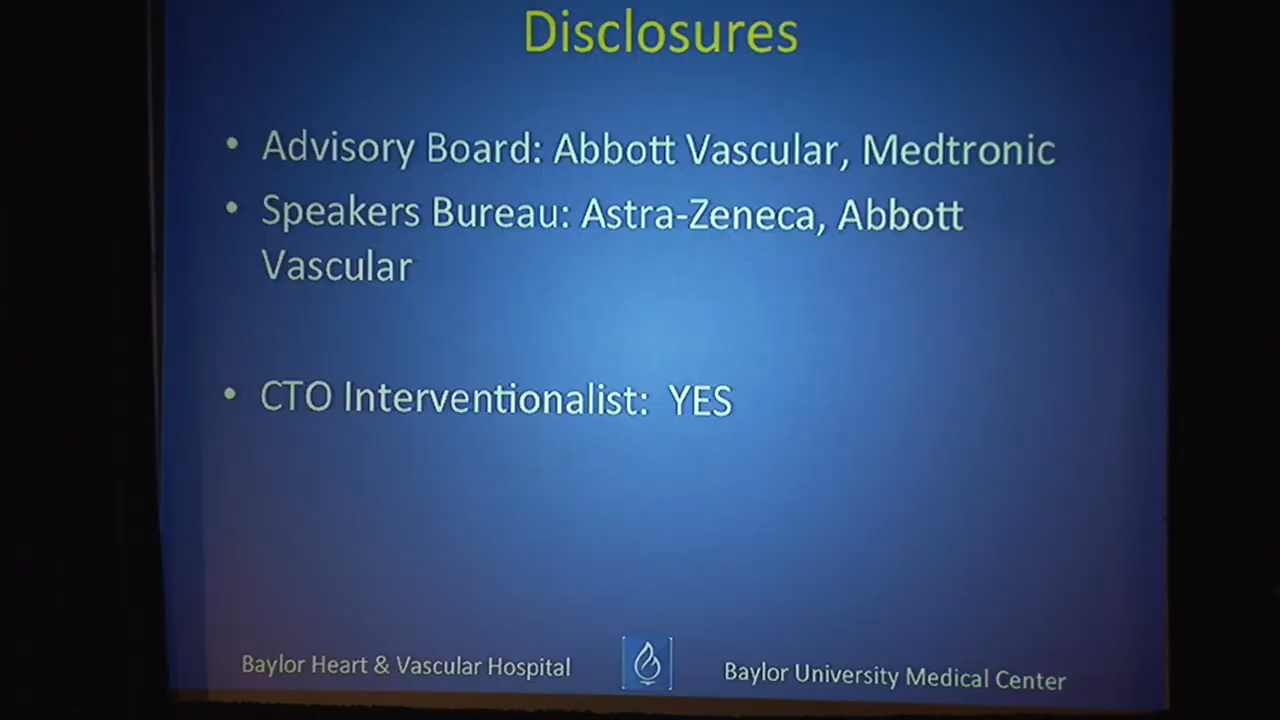 Disclosures
• Advisory Board: Abbott Vascular, Medtronic
• Speakers Bureau: Astra-Zeneca, Abbott
Vascular
• CTO Interventionalist: YES
Baylor Heart & Vascular Hospital
Baylor University Medical Center